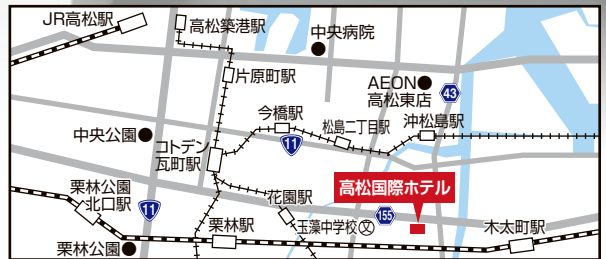 JR高松駅
高松築港駅
中央病院
片原町駅
AEON
高松東店
43
今橋駅
松島二丁目駅
沖松島駅
中央公園
コトデン
瓦町駅
11
高松国際ホテル
栗林公園
北口駅
花園駅
155
11
栗林駅
玉藻中学校
文
木太町駅
栗林公園